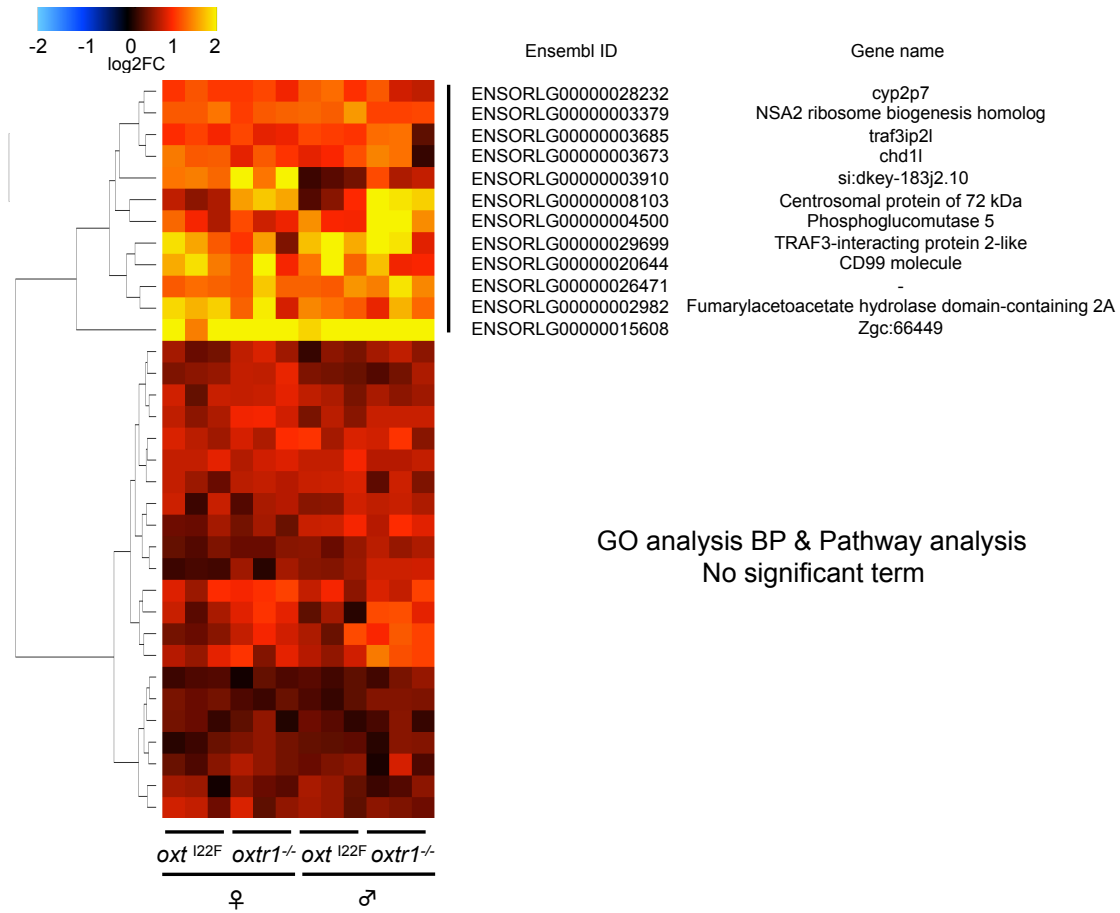 -2 -1 0 1 2
log2FC
Ensembl ID Gene name
ENSORLG00000028232 cyp2p7
ENSORLG00000003379 NSA2 ribosome biogenesis homolog
ENSORLG00000003685 traf3ip2l
ENSORLG00000003673 chd1l
ENSORLG00000003910 si:dkey-183j2.10
ENSORLG00000008103 Centrosomal protein of 72 kDa
ENSORLG00000004500 Phosphoglucomutase 5
ENSORLG00000029699 TRAF3-interacting protein 2-like
ENSORLG00000020644 CD99 molecule
ENSORLG00000026471 -
ENSORLG00000002982 Fumarylacetoacetate hydrolase domain-containing 2A
ENSORLG00000015608 Zgc:66449
GO analysis BP & Pathway analysis
No significant term
oxt I22F oxtr1-/- oxt I22F oxtr1-/-
♀ ♂